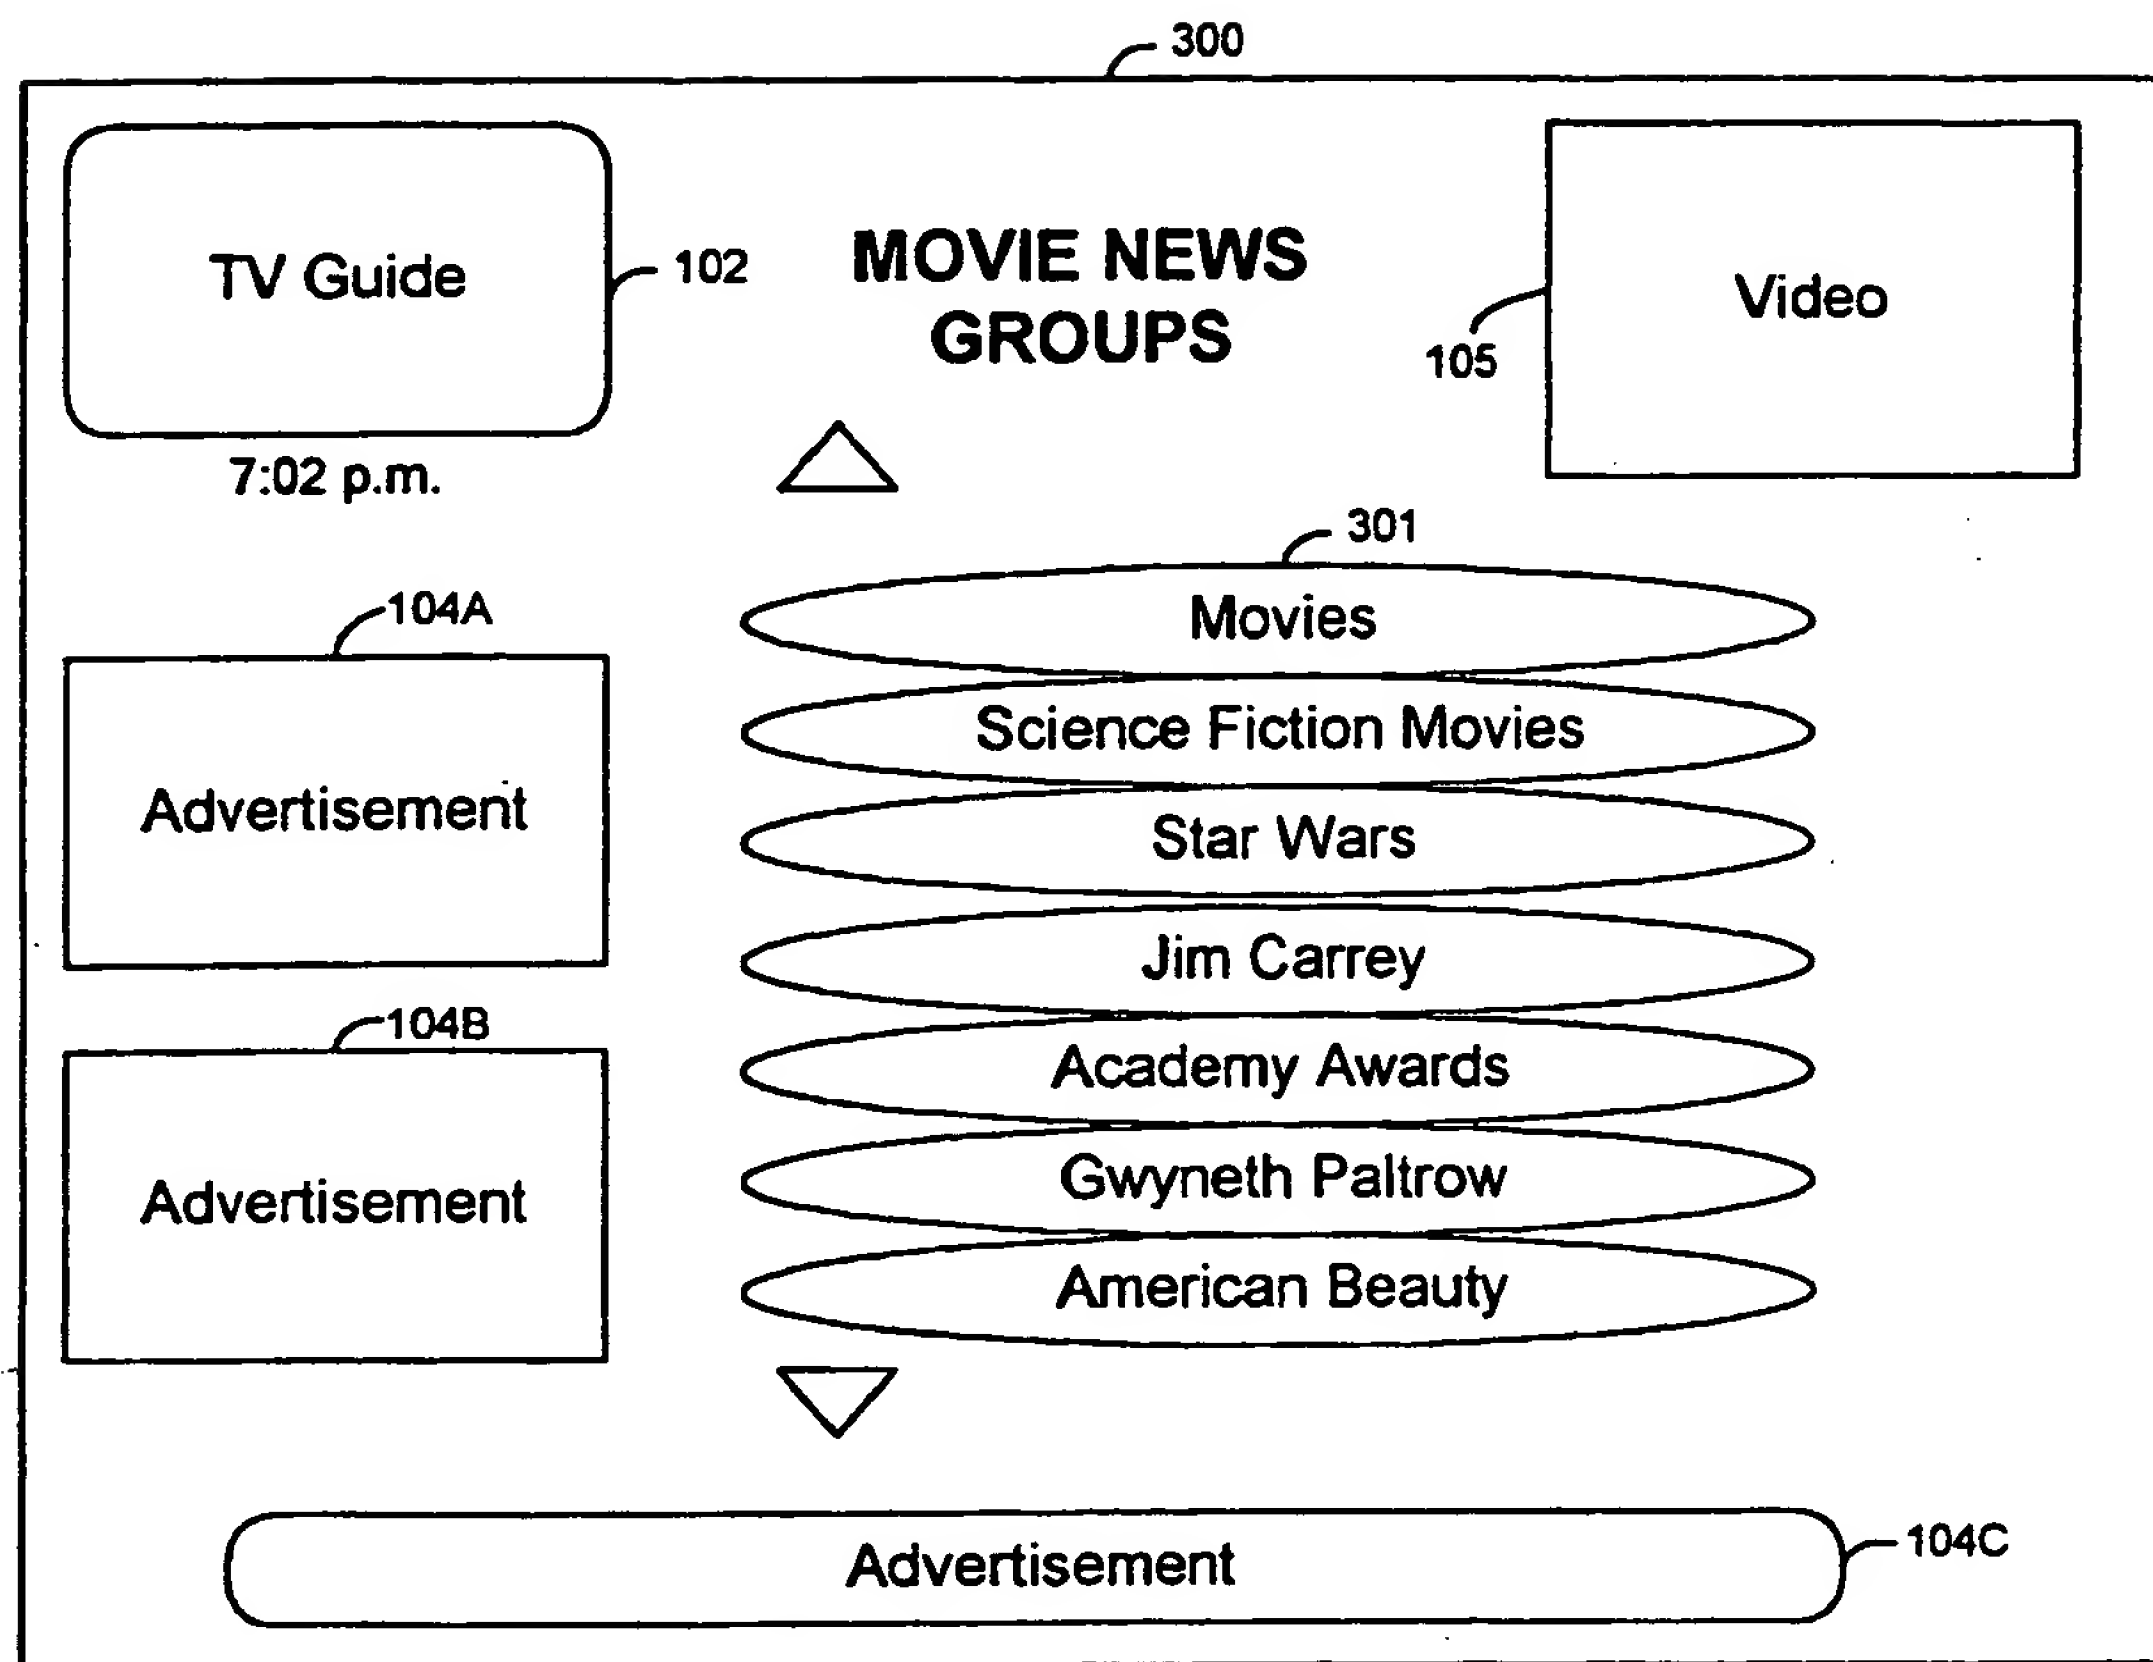 300
TV Guide
102
MOVIE NEWS
GROUPS
Video
105
7:02 p.m.
301
104A
Movies
Science Fiction Movies
Advertisement
Star Wars
Jim Carrey
104B
Academy Awards
Advertisement
Gwyneth Paltrow
American Beauty
Advertisement
104C